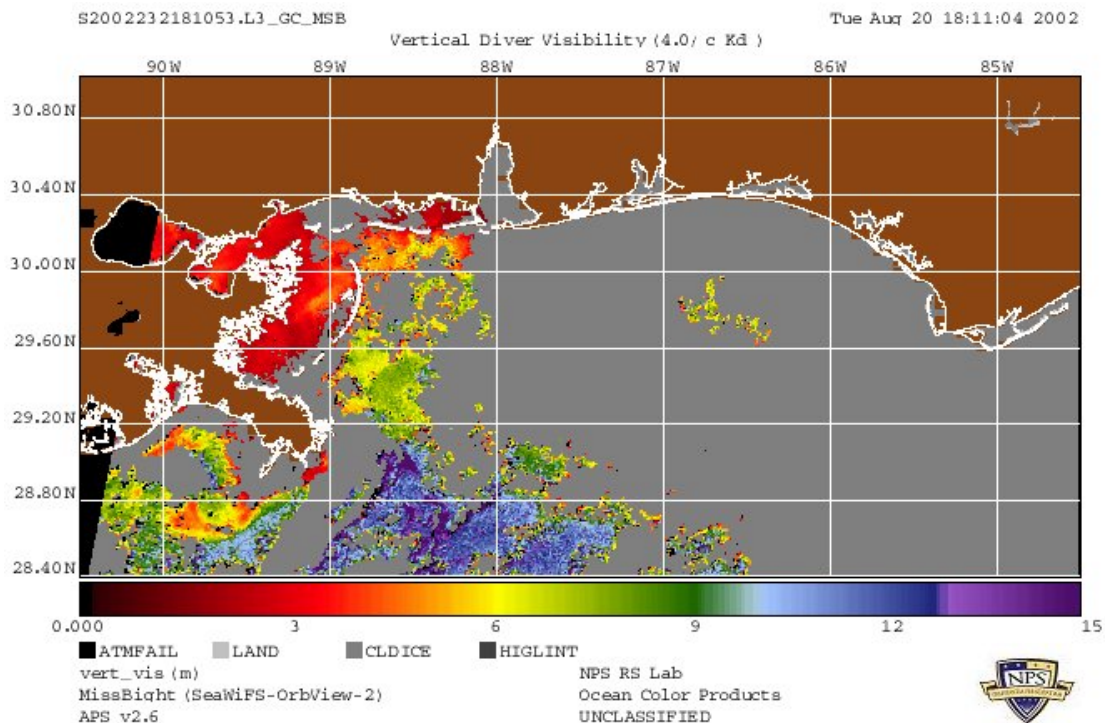 S2002232181053.L3_GC_MSB Tue Aug 20 18:11:04 2002
Vertical Diver Visibility (4.0/ c Kd )
90W 89W 88W 87W 86W 85W
30.80N
30.40N
30.00N
29.60N
29.20N
28.80N
28.40N
0.000 3 6 9 12 15
ATMFAIL LAND CLDICE HIGLINT
vert_vis (m) NPS RS Lab
MissBight (SeaWiFS-OrbView-2) Ocean Color Products
APS v2.6 UNCLASSIFIED
NPS